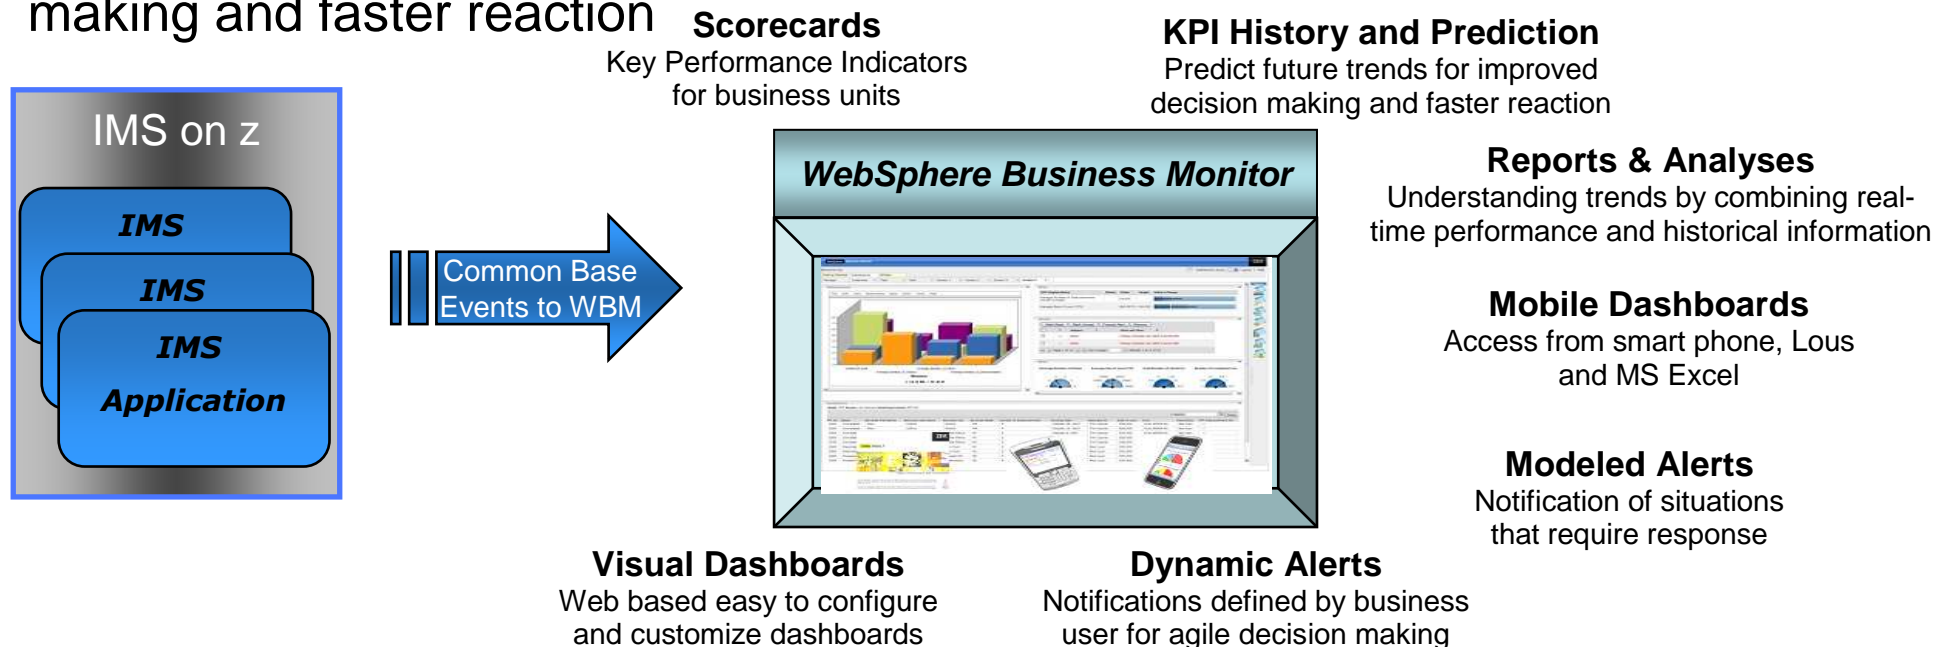 making and faster reaction
Scorecards
Key Performance Indicators
for business units
KPI History and Prediction
Predict future trends for improved
decision making and faster reaction
IMS on z
IMS
IMS
IMS
Application
Common Base
Events to WBM
WebSphere Business Monitor
Reports & Analyses
Understanding trends by combining real-
time performance and historical information
Mobile Dashboards
Access from smart phone, Lous
and MS Excel
Modeled Alerts
Notification of situations
that require response
Visual Dashboards
Web based easy to configure
and customize dashboards
Dynamic Alerts
Notifications defined by business
user for agile decision making